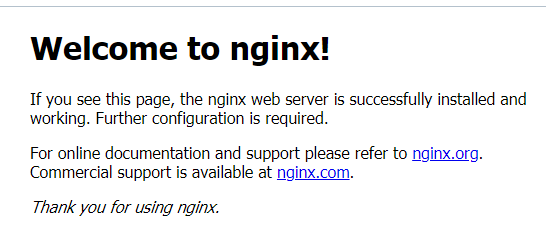 Welcome to nginx!
If you see this page, the nginx web server is successfully installed and
working. Further configuration is required.
For online documentation and support please refer to nginx.org.
Commercial support is available at nginx.com.
Thank you for using nginx.